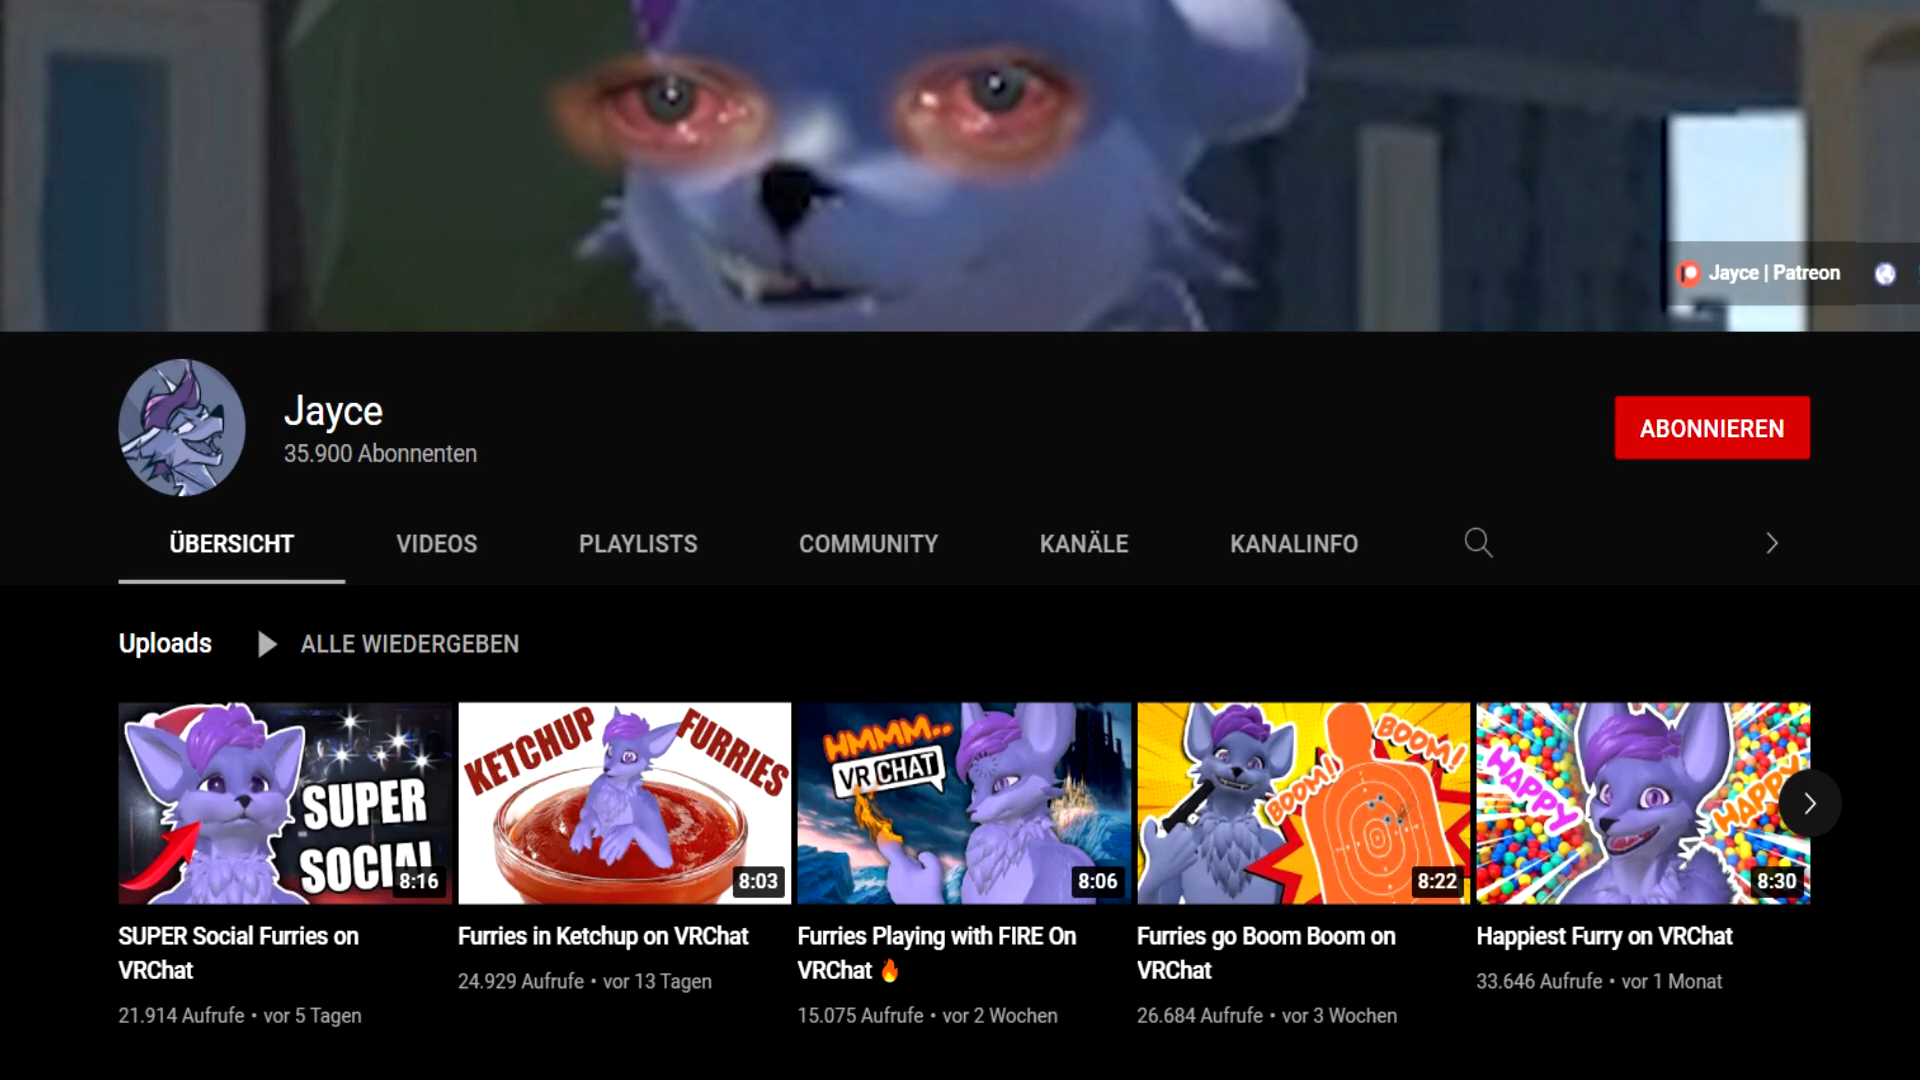 Jayce | Patreon
Jayce
35.900 Abonnenten
ABONNIEREN
ÜBERSICHT VIDEOS PLAYLISTS COMMUNITY KANÄLE KANALINFO
Uploads ALLE WIEDERGEBEN
SUPER
SOCIAL
8:16
KETCHUP FURRIES
8:03
HMMM..
VR CHAT
8:06
BOOM!
BOOM!
8:22
HAPPY
HAPPY
8:30
SUPER Social Furries on
VRChat
21.914 Aufrufe • vor 5 Tagen
Furries in Ketchup on VRChat
24.929 Aufrufe • vor 13 Tagen
Furries Playing with FIRE On
VRChat 🔥
15.075 Aufrufe • vor 2 Wochen
Furries go Boom Boom on
VRChat
26.684 Aufrufe • vor 3 Wochen
Happiest Furry on VRChat
33.646 Aufrufe • vor 1 Monat